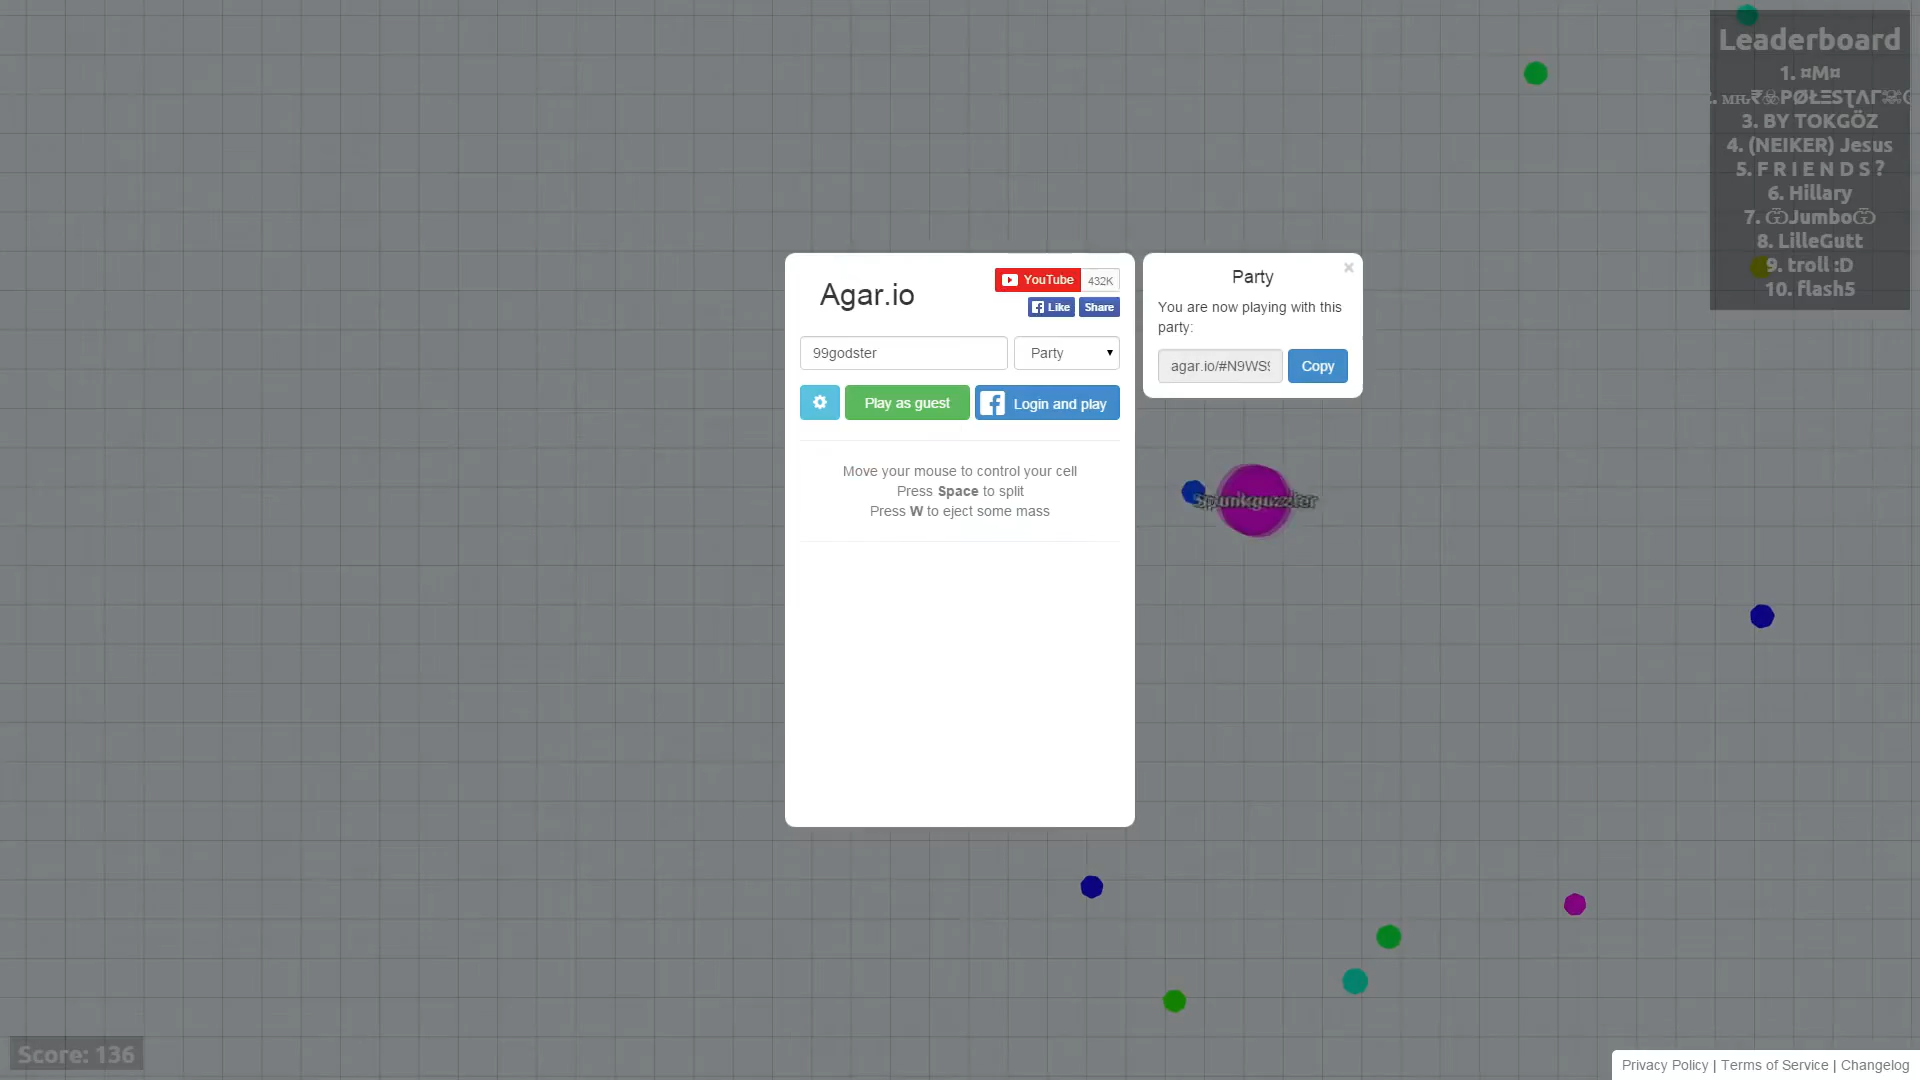 Leaderboard
1. ¤M¤
3. BY TOKGÖZ
4. (NEIKER) Jesus
5. F R I E N D S ?
6. Hillary
7. Jumbo
8. LilleGutt
9. troll :D
10. flash5
Agar.io
YouTube 432K
Like Share
99godster Party
Play as guest Login and play
Move your mouse to control your cell
Press Space to split
Press W to eject some mass
Party
×
You are now playing with this
party:
agar.io/#N9WS Copy
Spunkguzzler
Score: 136
Privacy Policy | Terms of Service | Changelog